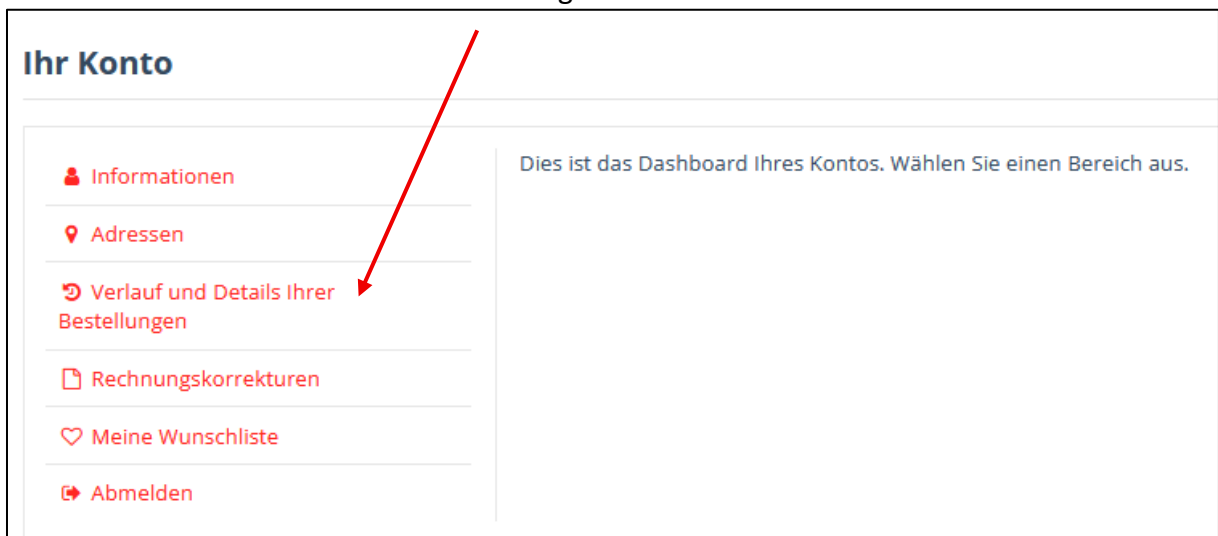 Ihr Konto
Informationen
Adressen
Verlauf und Details Ihrer
Bestellungen
Rechnungskorrekturen
Meine Wunschliste
Abmelden
Dies ist das Dashboard Ihres Kontos. Wählen Sie einen Bereich aus.